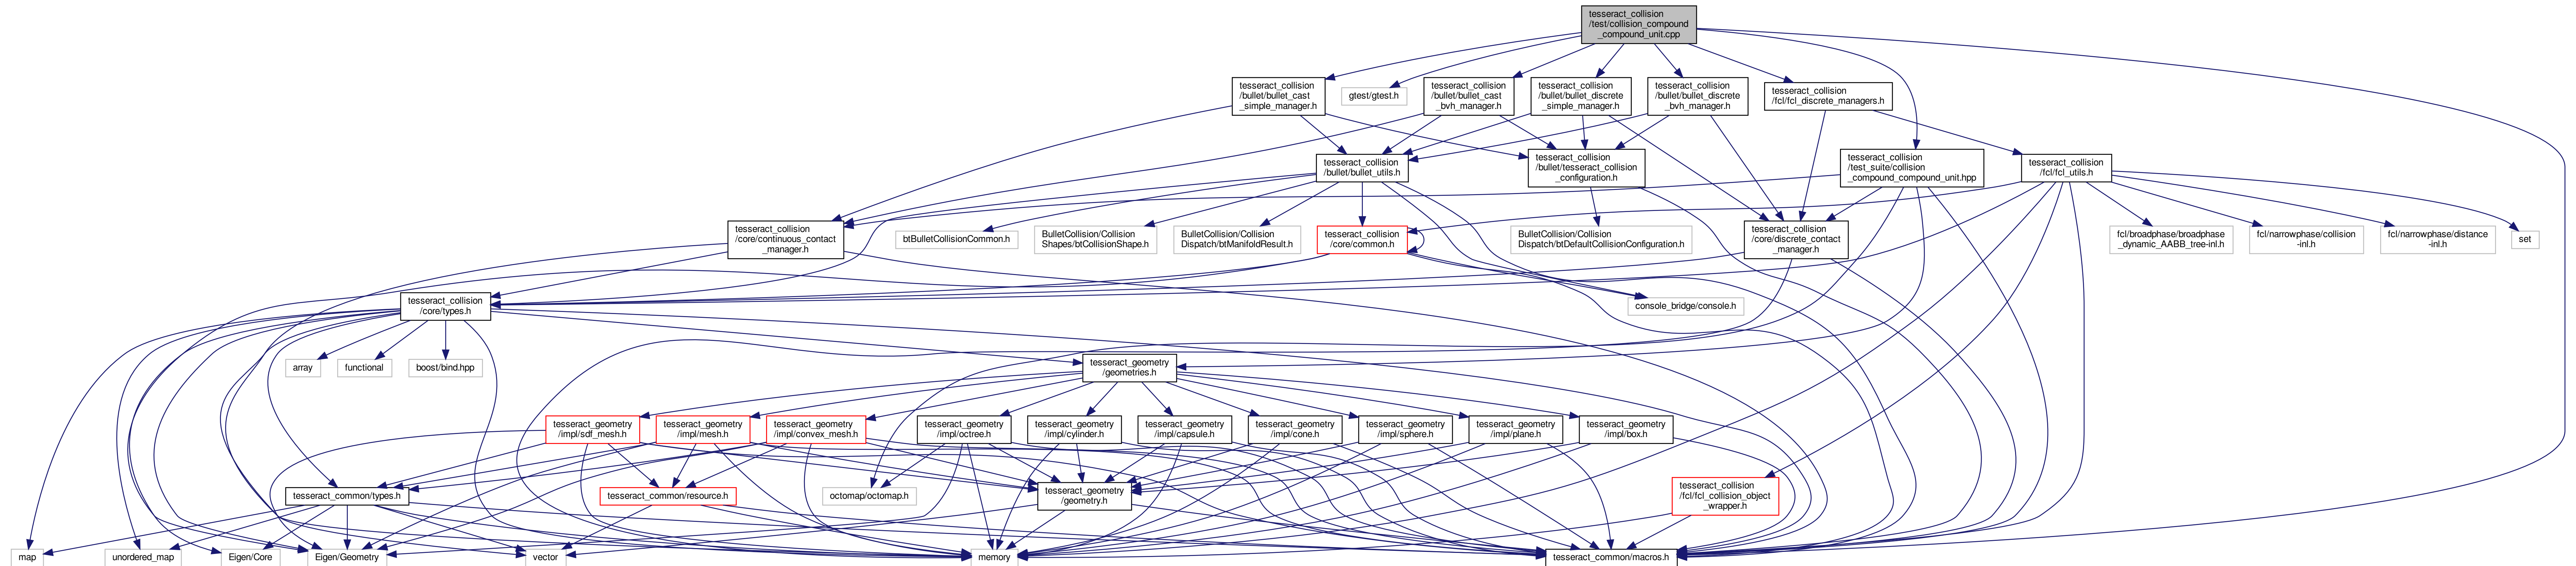 tesseract_collision
/test/collision_compound
_compound_unit.cpp
tesseract_collision
/bullet/bullet_cast
_simple_manager.h
gtest/gtest.h
tesseract_collision
/bullet/bullet_cast
_bvh_manager.h
tesseract_collision
/bullet/bullet_discrete
_simple_manager.h
tesseract_collision
/bullet/bullet_discrete
_bvh_manager.h
tesseract_collision
/fcl/fcl_discrete_managers.h
tesseract_collision
/bullet/bullet_utils.h
tesseract_collision
/bullet/tesseract_collision
_configuration.h
tesseract_collision
/test_suite/collision
_compound_compound_unit.hpp
tesseract_collision
/fcl/fcl_utils.h
tesseract_collision
/core/continuous_contact
_manager.h
btBulletCollisionCommon.h
BulletCollision/Collision
Shapes/btCollisionShape.h
BulletCollision/Collision
Dispatch/btManifoldResult.h
tesseract_collision
/core/common.h
BulletCollision/Collision
Dispatch/btDefaultCollisionConfiguration.h
tesseract_collision
/core/discrete_contact
_manager.h
fcl/broadphase/broadphase
_dynamic_AABB_tree-inl.h
fcl/narrowphase/collision
-inl.h
fcl/narrowphase/distance
-inl.h
set
tesseract_collision
/core/types.h
console_bridge/console.h
array
functional
boost/bind.hpp
tesseract_geometry
/geometries.h
tesseract_geometry
/impl/sdf_mesh.h
tesseract_geometry
/impl/mesh.h
tesseract_geometry
/impl/convex_mesh.h
tesseract_geometry
/impl/octree.h
tesseract_geometry
/impl/cylinder.h
tesseract_geometry
/impl/capsule.h
tesseract_geometry
/impl/cone.h
tesseract_geometry
/impl/sphere.h
tesseract_geometry
/impl/plane.h
tesseract_geometry
/impl/box.h
tesseract_common/types.h
tesseract_common/resource.h
octomap/octomap.h
tesseract_geometry
/geometry.h
tesseract_collision
/fcl/fcl_collision_object
_wrapper.h
map
unordered_map
Eigen/Core
Eigen/Geometry
vector
memory
tesseract_common/macros.h